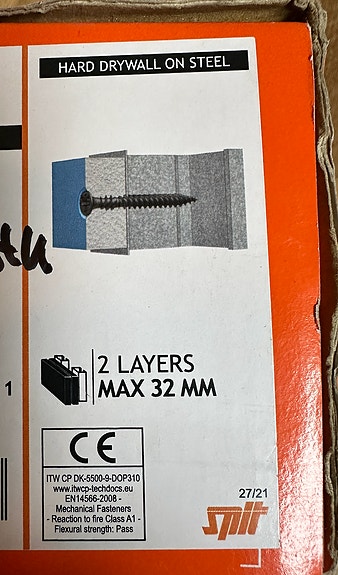 HARD DRYWALL ON STEEL
2 LAYERS
MAX 32 MM
1
CE
ITW CP DK-5500-9-DOP310
www.itwcp-techdocs.eu
EN14566-2008 -
Mechanical Fasteners
- Reaction to fire Class A1 -
Flexural strength: Pass
27/21
spit